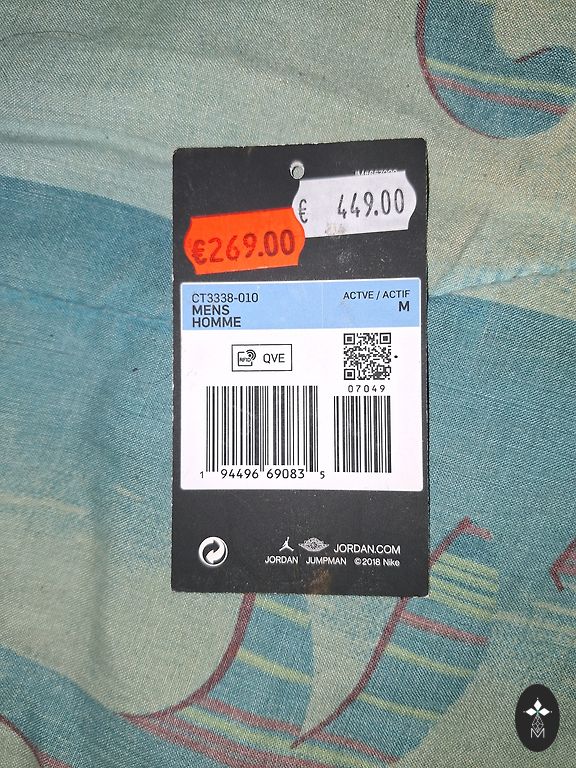 € 449.00
€269.00
CT3338-010
ACTVE / ACTIF
MENS
M
HOMME
RFID
QVE
07049
1 94496 69083 5
JORDAN.COM
JORDAN JUMPMAN © 2018 Nike
M